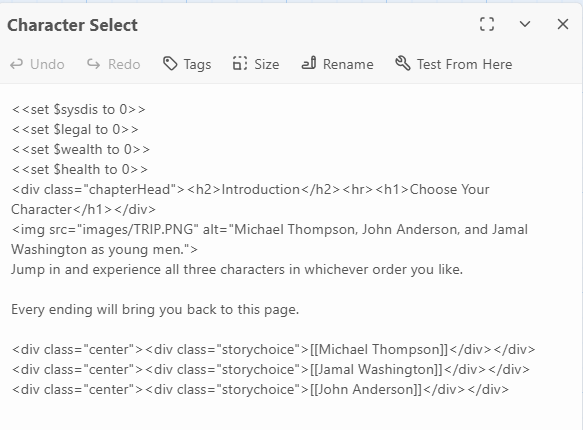 Character Select
Undo Redo Tags Size Rename Test From Here
<<set $sysdis to 0>>
<<set $legal to 0>>
<<set $wealth to 0>>
<<set $health to 0>>
<div class="chapterHead"><h2>Introduction</h2><hr><h1>Choose Your
Character</h1></div>
<img src="images/TRIP.PNG" alt="Michael Thompson, John Anderson, and Jamal
Washington as young men.">
Jump in and experience all three characters in whichever order you like.
Every ending will bring you back to this page.
<div class="center"><div class="storychoice">[[Michael Thompson]]</div></div>
<div class="center"><div class="storychoice">[[Jamal Washington]]</div></div>
<div class="center"><div class="storychoice">[[John Anderson]]</div></div>